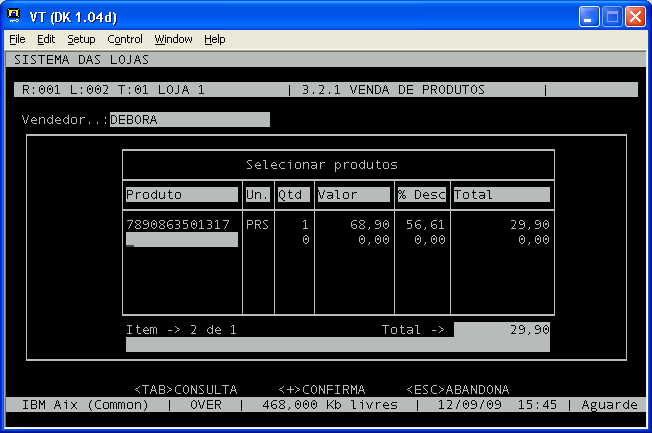 VT (DK 1.04d)
File Edit Setup Control Window Help
SISTEMA DAS LOJAS
R:001 L:002 T:01 LOJA 1 | 3.2.1 VENDA DE PRODUTOS |
Vendedor..:DEBORA
Selecionar produtos
Produto Un. Qtd Valor % Desc Total
7890863501317 PRS 1 68,90 56,61 29,90
0 0,00 0,00 0,00
Item -> 2 de 1 Total -> 29,90
<TAB>CONSULTA <+>CONFIRMA <ESC>ABANDONA
IBM Aix (Common) | OVER | 468,000 Kb livres | 12/09/09 15:45 | Aguarde